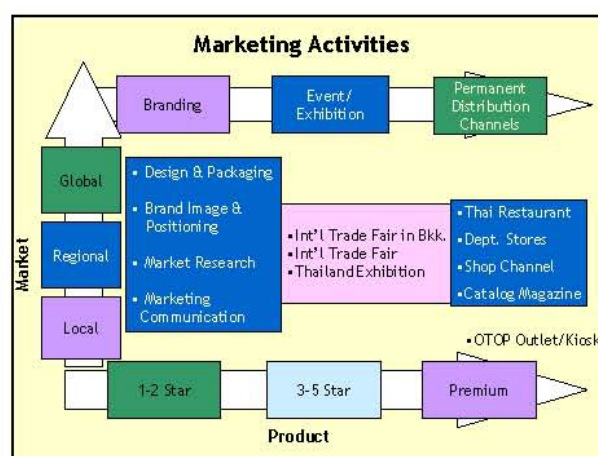 Marketing Activities
Branding
Event/
Exhibition
Permanent
Distribution
Channels
Global
Regional
Local
Market
• Design & Packaging
• Brand Image &
Positioning
• Market Research
• Marketing
Communication
• Int'l Trade Fair in Bkk.
• Int'l Trade Fair
• Thailand Exhibition
• Thai Restaurant
• Dept. Stores
• Shop Channel
• Catalog Magazine
• OTOP Outlet/Kiosk
1-2 Star
3-5 Star
Premium
Product